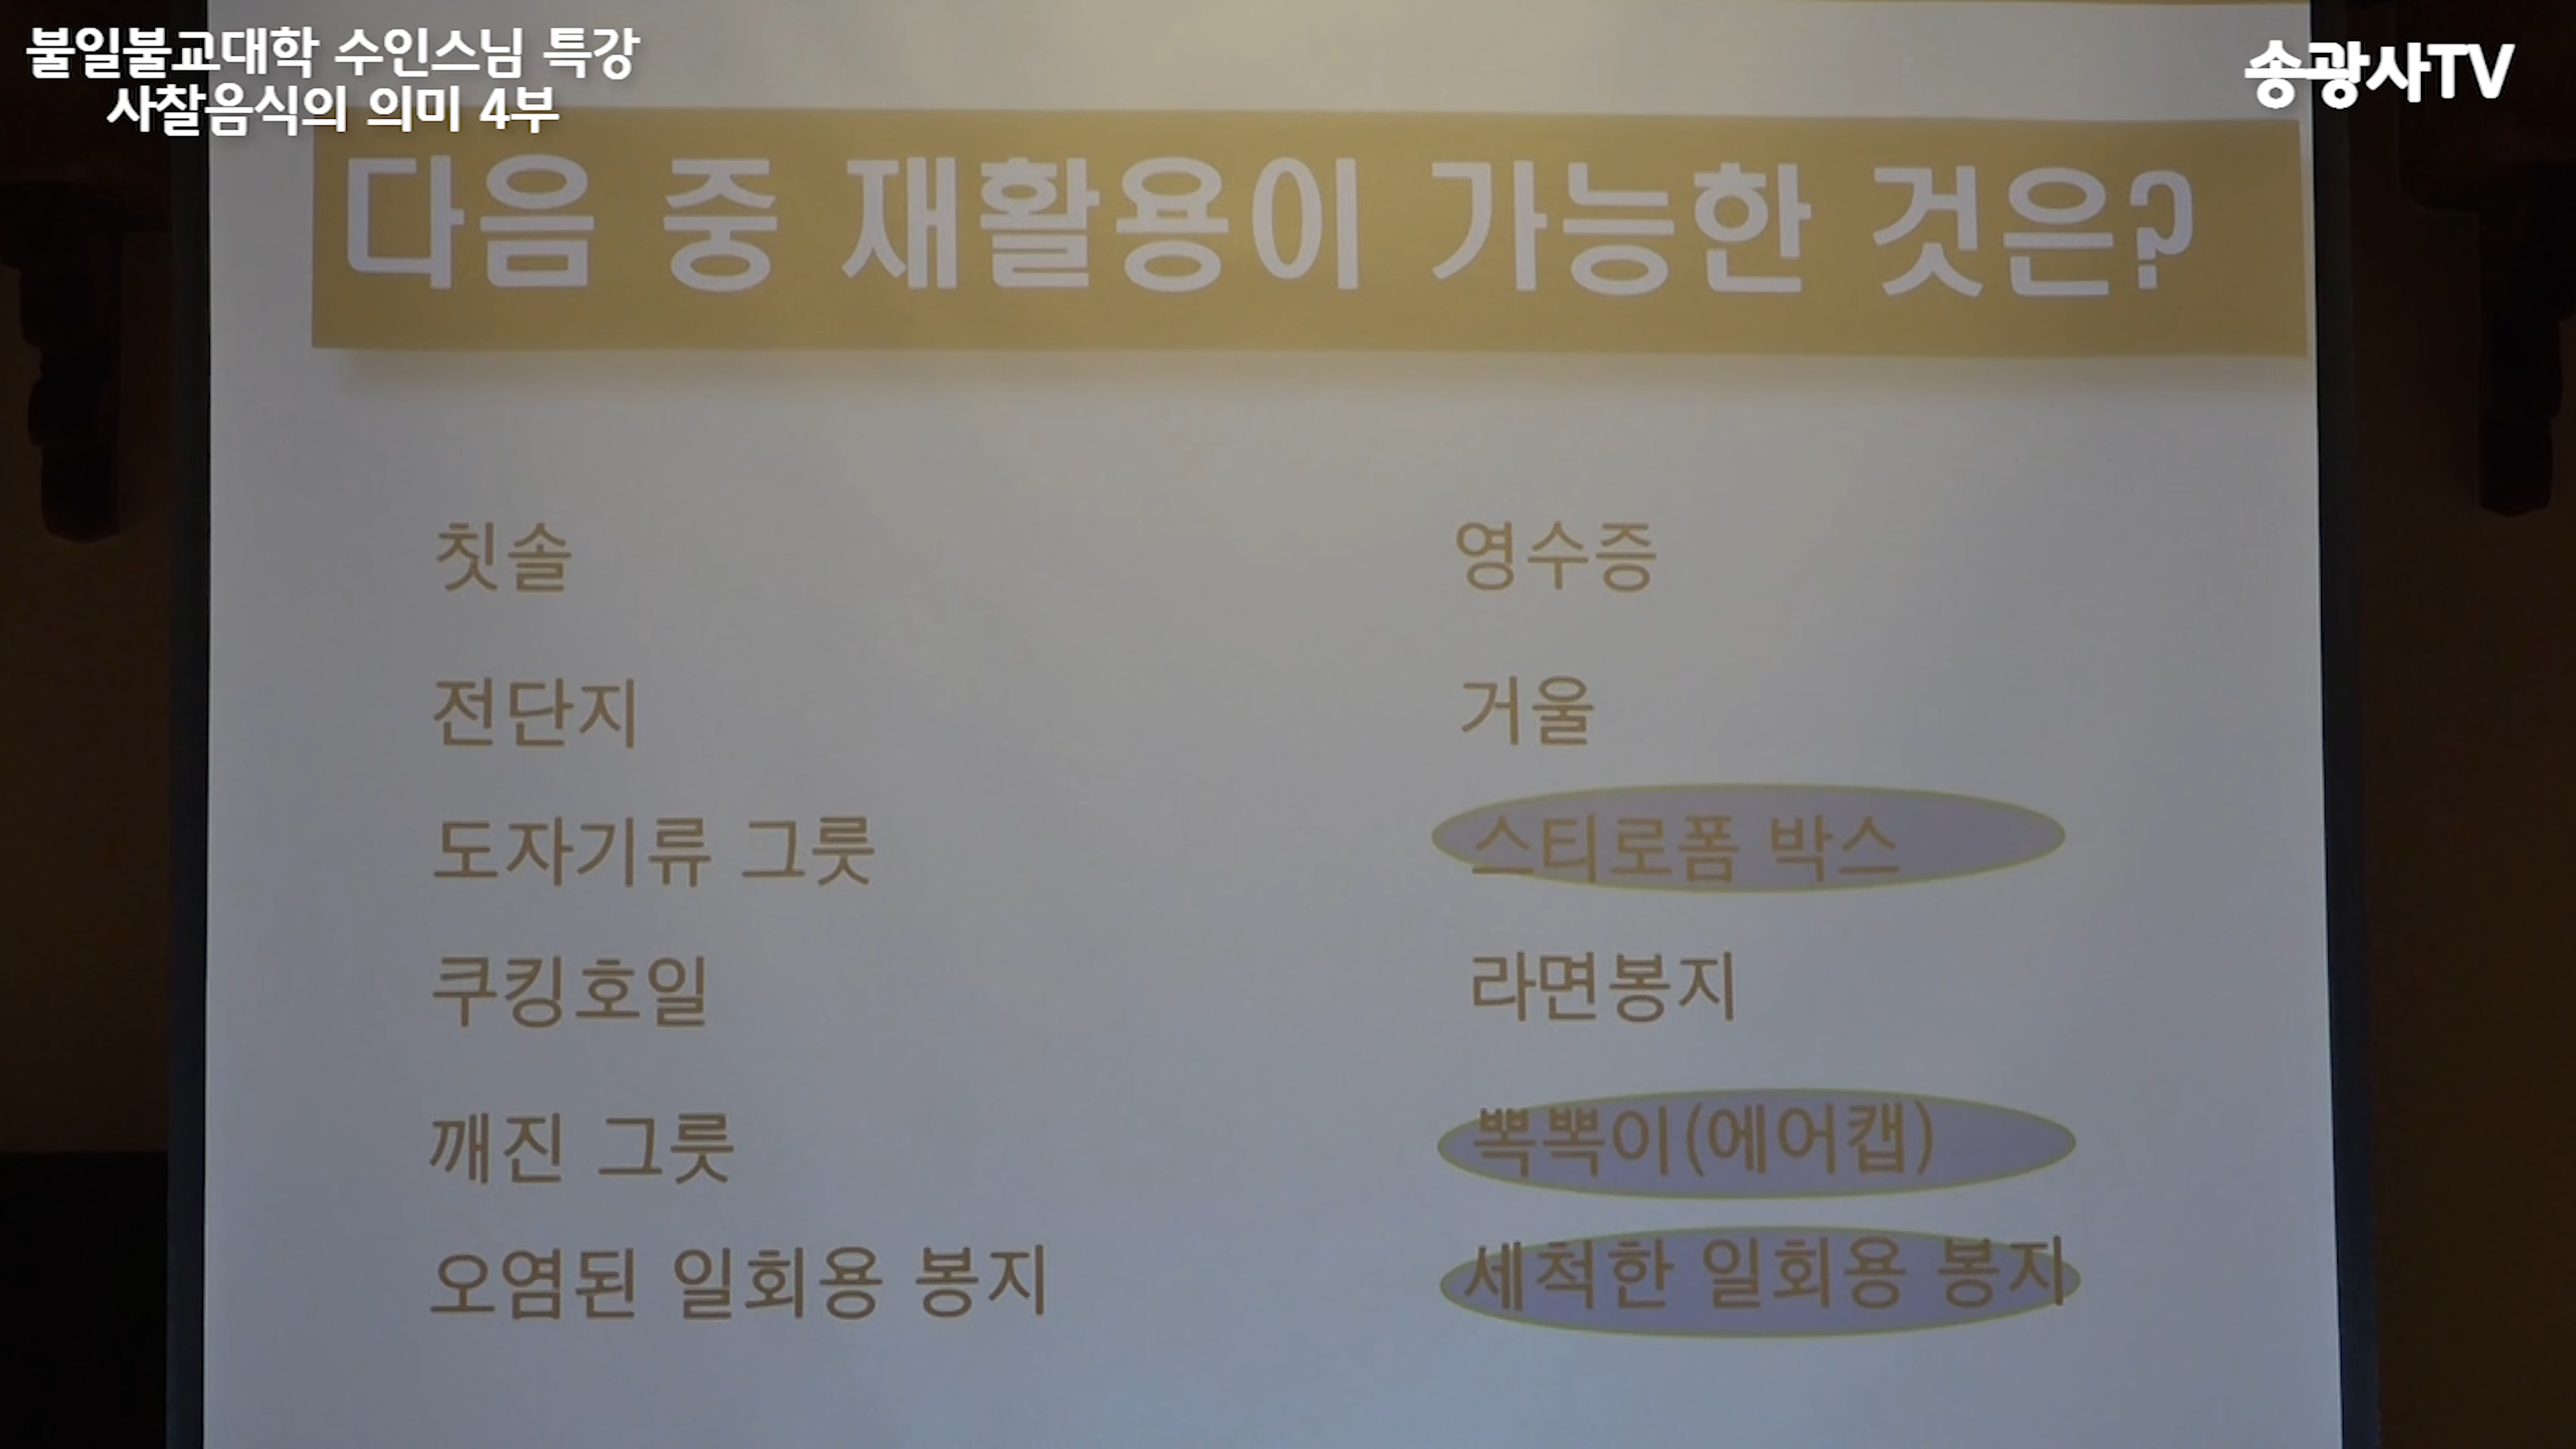 불일불교대학 수인스님 특강
사찰음식의 의미 4부
송광사TV
다음 중 재활용이 가능한 것은?
칫솔
전단지
도자기류 그릇
쿠킹호일
깨진 그릇
오염된 일회용 봉지
영수증
거울
스티로폼 박스
라면봉지
뽁뽁이(에어캡)
세척한 일회용 봉지